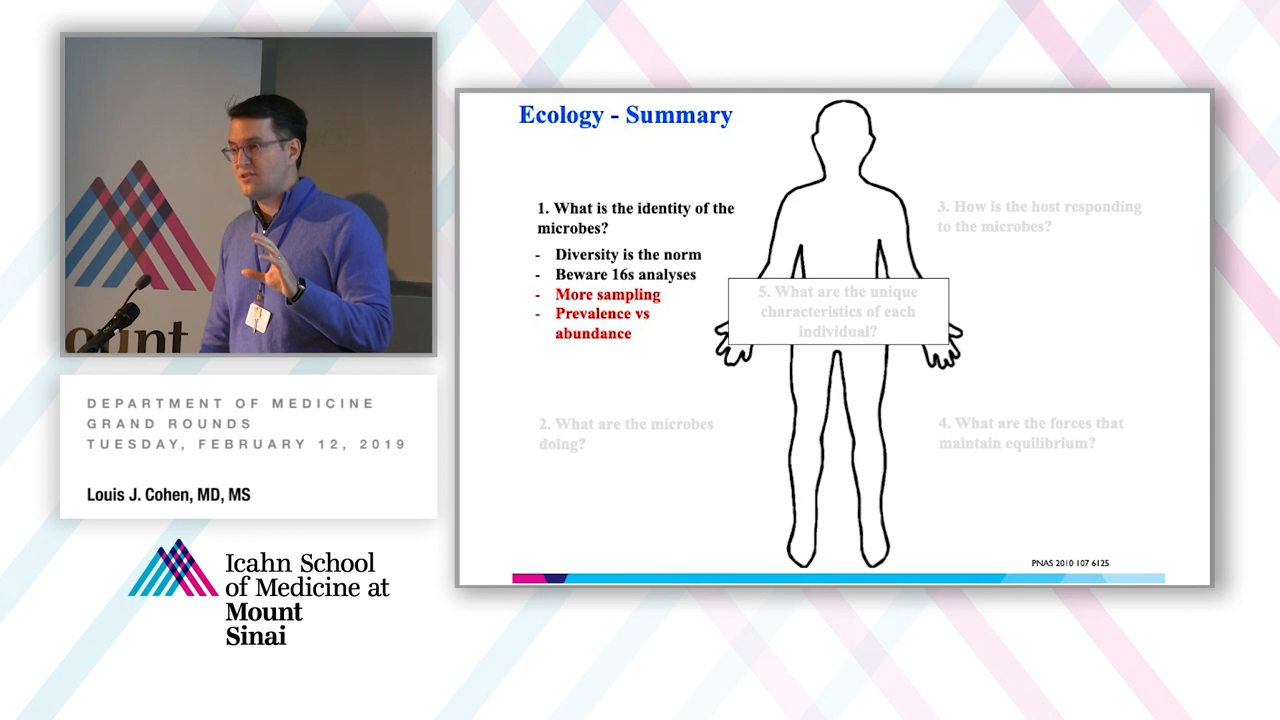 ount
DEPARTMENT OF MEDICINE
GRAND ROUNDS
TUESDAY, FEBRUARY 12, 2019
Louis J. Cohen, MD, MS
Icahn School
of Medicine at
Mount
Sinai
Ecology - Summary
1. What is the identity of the
microbes?
- Diversity is the norm
- Beware 16s analyses
- More sampling
- Prevalence vs
abundance
2. What are the microbes
doing?
3. How is the host responding
to the microbes?
4. What are the forces that
maintain equilibrium?
5. What are the unique
characteristics of each
individual?
PNAS 2010 107 6125